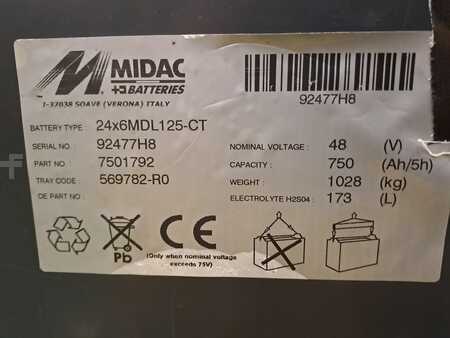 MIDAC
BATTERIES
I-37038 SOAVE (VERONA) ITALY
92477H8
BATTERY TYPE 24x6MDL125-CT
SERIAL NO: 92477H8
PART NO: 7501792
TRAY CODE: 569782-R0
OE PART NO:
NOMINAL VOLTAGE : 48 (V)
CAPACITY : 750 (Ah/5h)
WEIGHT : 1028 (kg)
ELECTROLYTE H2S04 : 173 (L)
Pb
CE
(Only when nominal voltage
exceeds 75V)